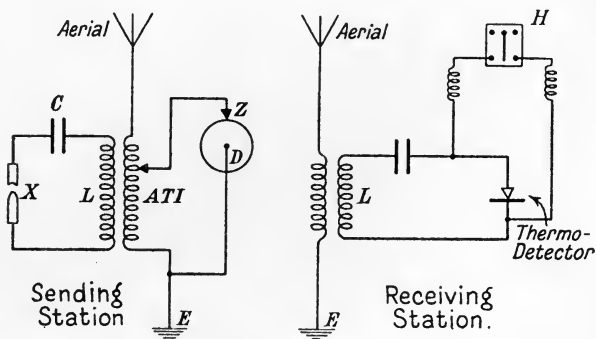 Aerial
C
Z
D
X
L
ATI
E
Sending
Station
Aerial
H
L
Thermo-
Detector
E
Receiving
Station.